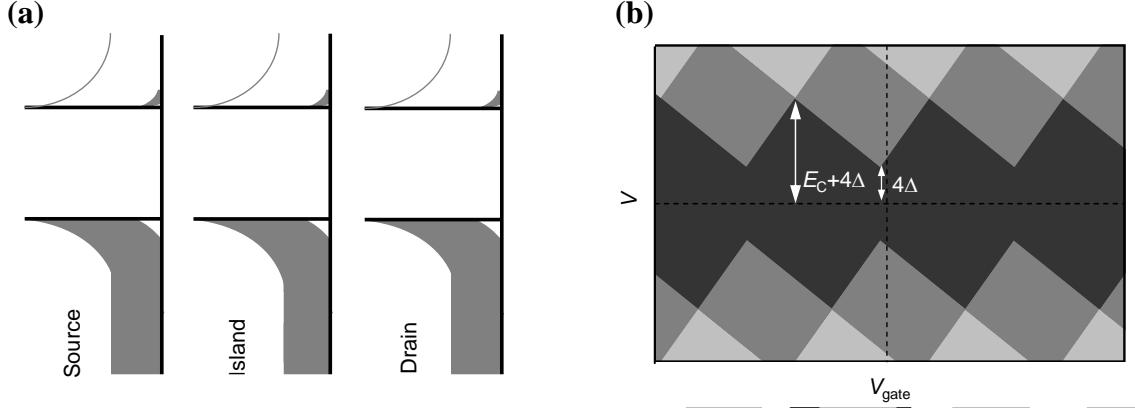 (a)
Source
Island
Drain
(b)
V
E_C+4Δ
4Δ
V_gate